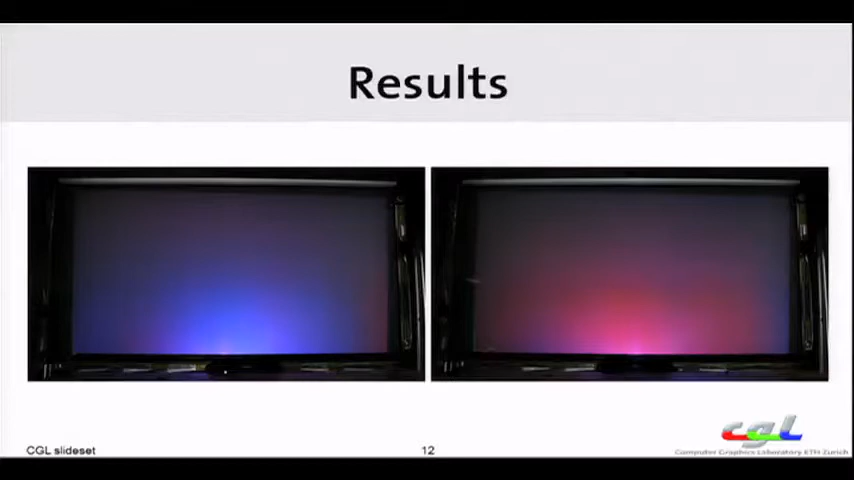 Results
CGL slideset
12
cgL
Computer Graphics Laboratory ETH Zurich